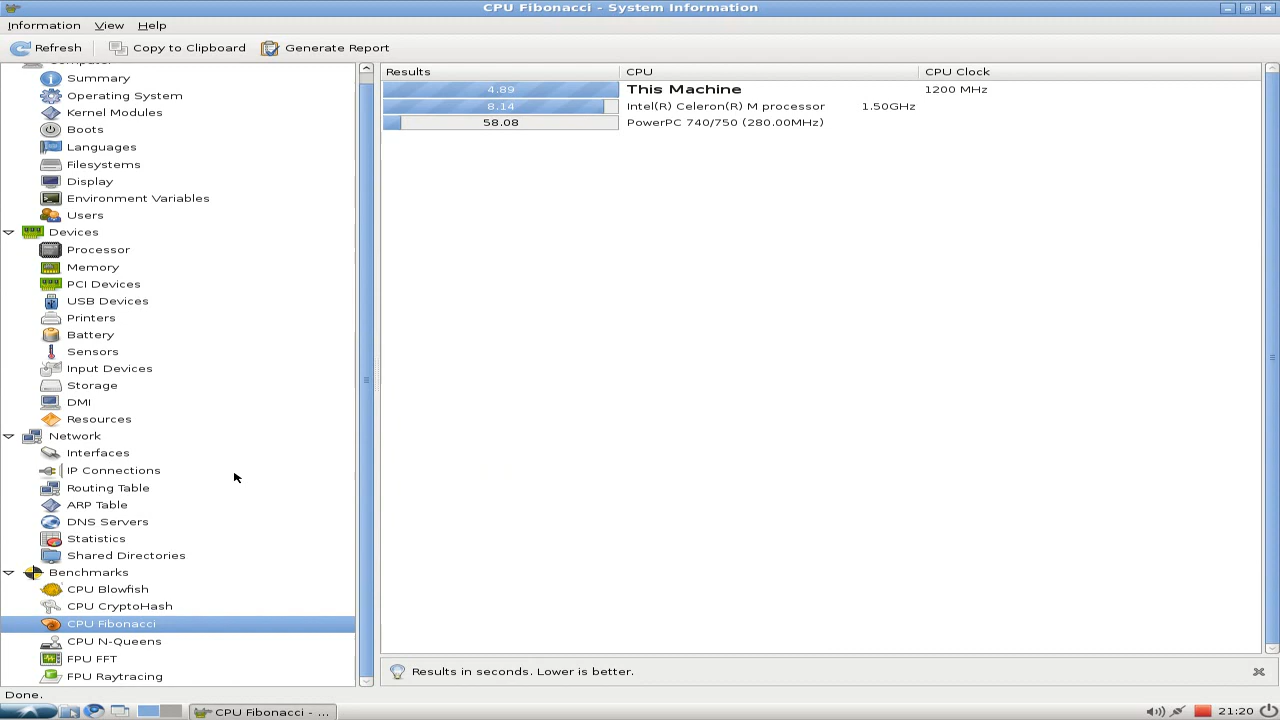 CPU Fibonacci - System Information
Information View Help
Refresh Copy to Clipboard Generate Report
Computer
Summary
Operating System
Kernel Modules
Boots
Languages
Filesystems
Display
Environment Variables
Users
Devices
Processor
Memory
PCI Devices
USB Devices
Printers
Battery
Sensors
Input Devices
Storage
DMI
Resources
Network
Interfaces
IP Connections
Routing Table
ARP Table
DNS Servers
Statistics
Shared Directories
Benchmarks
CPU Blowfish
CPU CryptoHash
CPU Fibonacci
CPU N-Queens
FPU FFT
FPU Raytracing
Results CPU CPU Clock
4.89 This Machine 1200 MHz
8.14 Intel(R) Celeron(R) M processor 1.50GHz
58.08 PowerPC 740/750 (280.00MHz)
Results in seconds. Lower is better.
Done.
CPU Fibonacci - ...
21:20